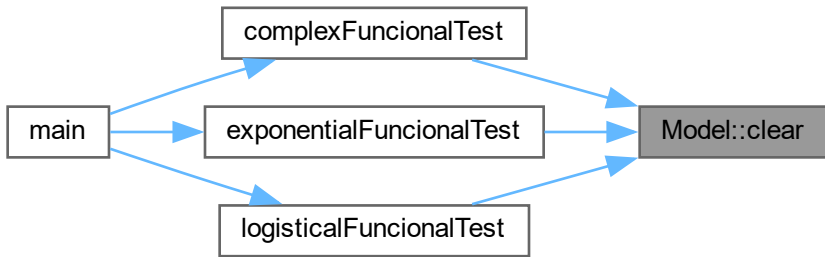 complexFuncionalTest
main
exponentialFuncionalTest
Model::clear
logisticalFuncionalTest